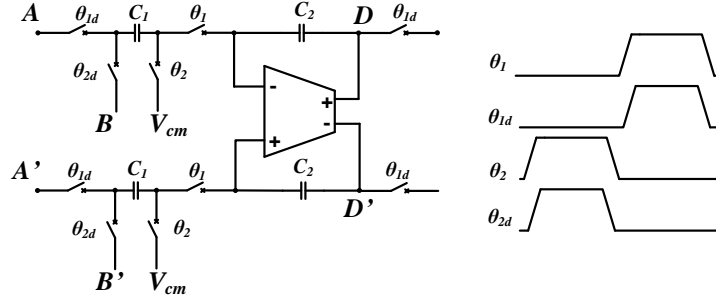 A θ1d C1 θ1 C2 D θ1d
θ2d θ2
B Vcm
- +
+ -
A' θ1d C1 θ1 C2 D' θ1d
θ2d θ2
B' Vcm
θ1
θ1d
θ2
θ2d